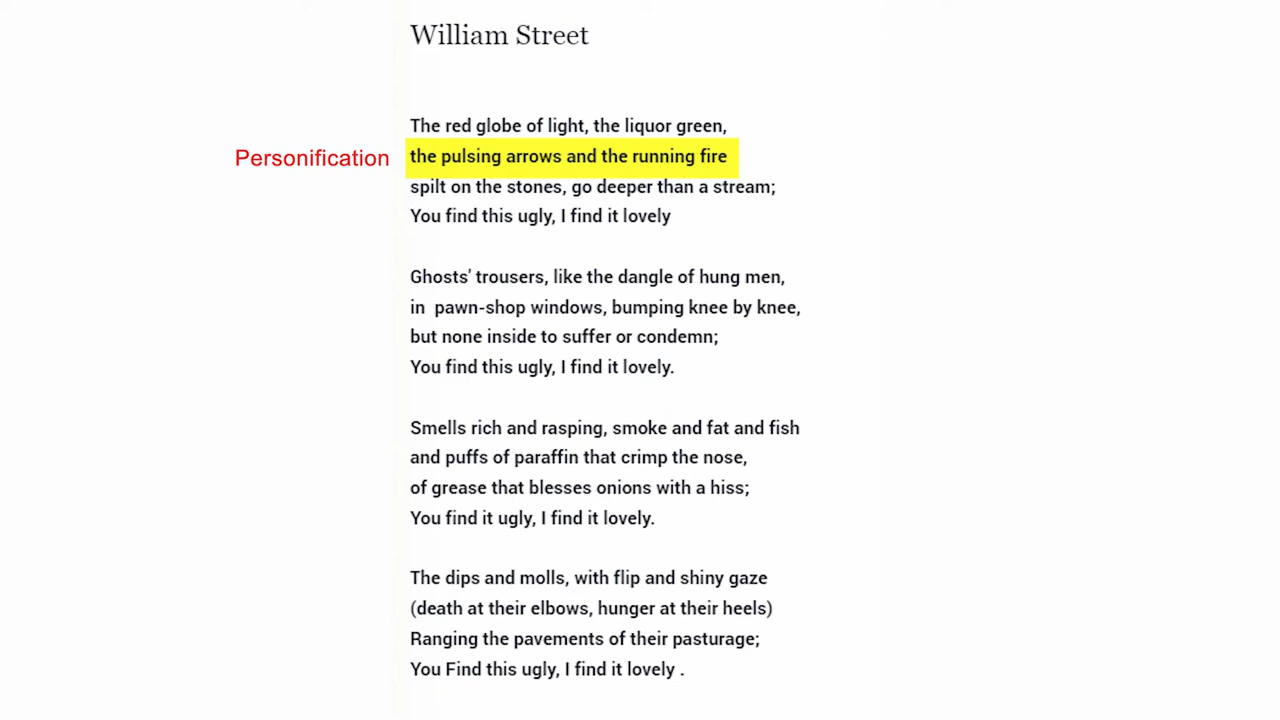 William Street
The red globe of light, the liquor green,
Personification
the pulsing arrows and the running fire
spilt on the stones, go deeper than a stream;
You find this ugly, I find it lovely
Ghosts' trousers, like the dangle of hung men,
in pawn-shop windows, bumping knee by knee,
but none inside to suffer or condemn;
You find this ugly, I find it lovely.
Smells rich and rasping, smoke and fat and fish
and puffs of paraffin that crimp the nose,
of grease that blesses onions with a hiss;
You find it ugly, I find it lovely.
The dips and molls, with flip and shiny gaze
(death at their elbows, hunger at their heels)
Ranging the pavements of their pasturage;
You Find this ugly, I find it lovely .